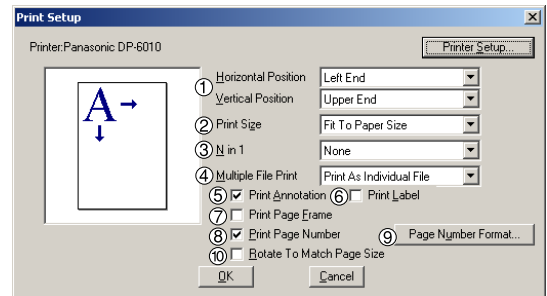 Print Setup
Printer:Panasonic DP-6010
Printer Setup...
A
① Horizontal Position Left End
Vertical Position Upper End
② Print Size Fit To Paper Size
③ N in 1 None
④ Multiple File Print Print As Individual File
⑤ Print Annotation ⑥ Print Label
⑦ Print Page Frame
⑧ Print Page Number ⑨ Page Number Format...
⑩ Rotate To Match Page Size
OK Cancel